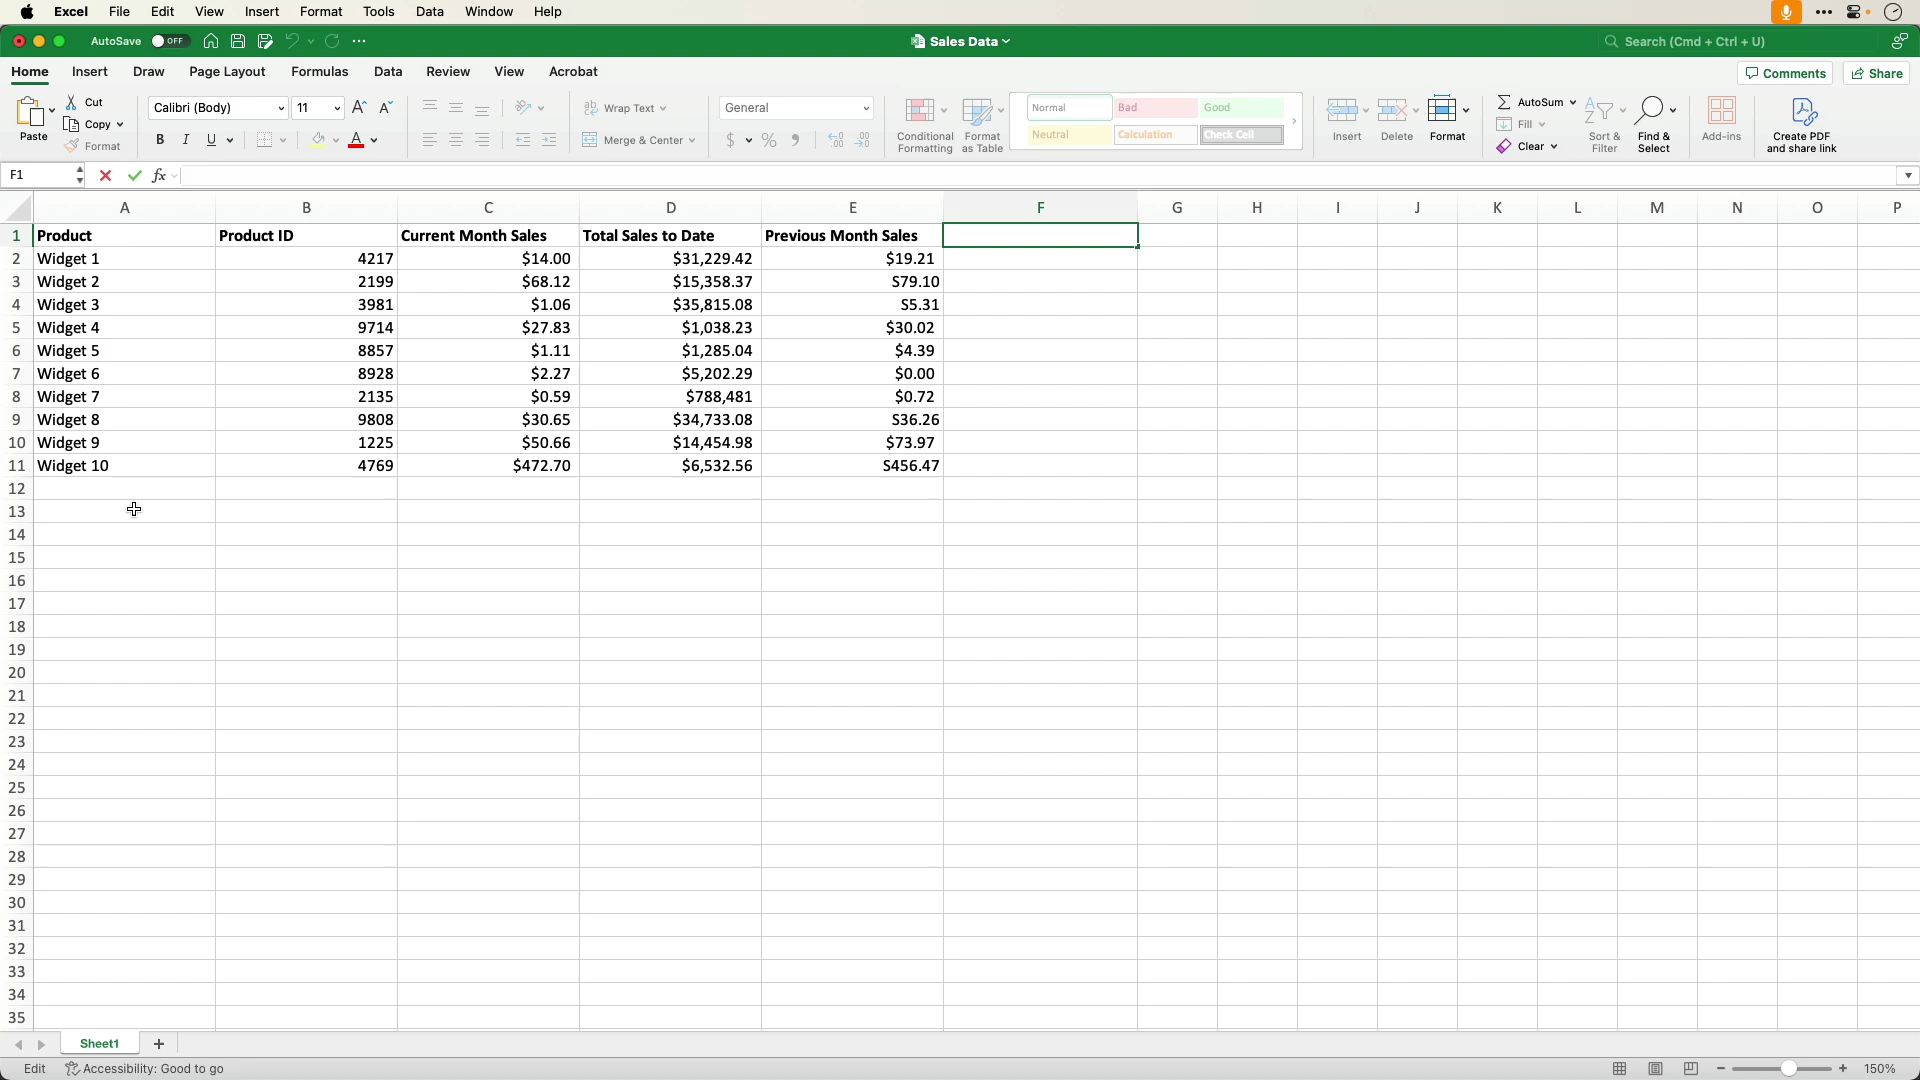 Excel File Edit View Insert Format Tools Data Window Help
AutoSave OFF Sales Data Search (Cmd + Ctrl + U)
Home Insert Draw Page Layout Formulas Data Review View Acrobat Comments Share
Paste Cut Copy Format
Calibri (Body) 11
B I U A
Wrap Text
Merge & Center
General
$ %
Conditional Formatting
Format as Table
Normal Bad Good
Neutral Calculation Check Cell
Insert Delete Format
AutoSum
Fill
Clear
Sort & Filter
Find & Select
Add-ins
Create PDF and share link
F1 fx
A B C D E F G H I J K L M N O P
1 Product Product ID Current Month Sales Total Sales to Date Previous Month Sales
2 Widget 1 4217 $14.00 $31,229.42 $19.21
3 Widget 2 2199 $68.12 $15,358.37 S79.10
4 Widget 3 3981 $1.06 $35,815.08 S5.31
5 Widget 4 9714 $27.83 $1,038.23 $30.02
6 Widget 5 8857 $1.11 $1,285.04 $4.39
7 Widget 6 8928 $2.27 $5,202.29 $0.00
8 Widget 7 2135 $0.59 $788,481 $0.72
9 Widget 8 9808 $30.65 $34,733.08 S36.26
10 Widget 9 1225 $50.66 $14,454.98 $73.97
11 Widget 10 4769 $472.70 $6,532.56 S456.47
12
13
14
15
16
17
18
19
20
21
22
23
24
25
26
27
28
29
30
31
32
33
34
35
Sheet1 +
Edit Accessibility: Good to go 150%